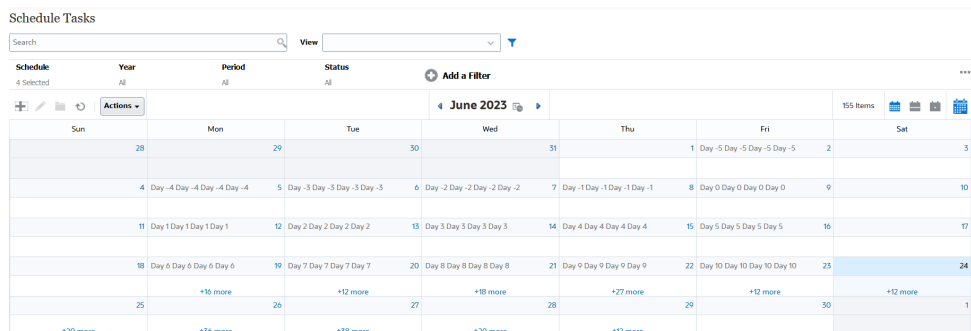 Schedule Tasks
Search View
Schedule Year Period Status
4 Selected All All All
Add a Filter
Actions June 2023 155 Items
Sun Mon Tue Wed Thu Fri Sat
28 29 30 31 1 Day -5 Day -5 Day -5 Day -5 2 3
4 Day -4 Day -4 Day -4 Day -4 5 Day -3 Day -3 Day -3 Day -3 6 Day -2 Day -2 Day -2 Day -2 7 Day -1 Day -1 Day -1 Day -1 8 Day 0 Day 0 Day 0 Day 0 9 10
11 Day 1 Day 1 Day 1 Day 1 12 Day 2 Day 2 Day 2 Day 2 13 Day 3 Day 3 Day 3 Day 3 14 Day 4 Day 4 Day 4 Day 4 15 Day 5 Day 5 Day 5 Day 5 16 17
18 Day 6 Day 6 Day 6 Day 6 19 Day 7 Day 7 Day 7 Day 7 20 Day 8 Day 8 Day 8 Day 8 21 Day 9 Day 9 Day 9 Day 9 22 Day 10 Day 10 Day 10 Day 10 23 24
+16 more +12 more +18 more +27 more +12 more +12 more
25 26 27 28 29 30 1